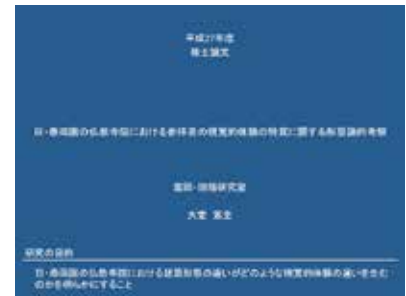 平成27年度
修士論文
日・泰両国の仏教寺院における参拝者の視覚的体験の特質に関する形態論的考察
研究の目的
日・泰両国の仏教寺院における建築形態の違いがどのような視覚的体験の違いを生む
のかを明らかにすること